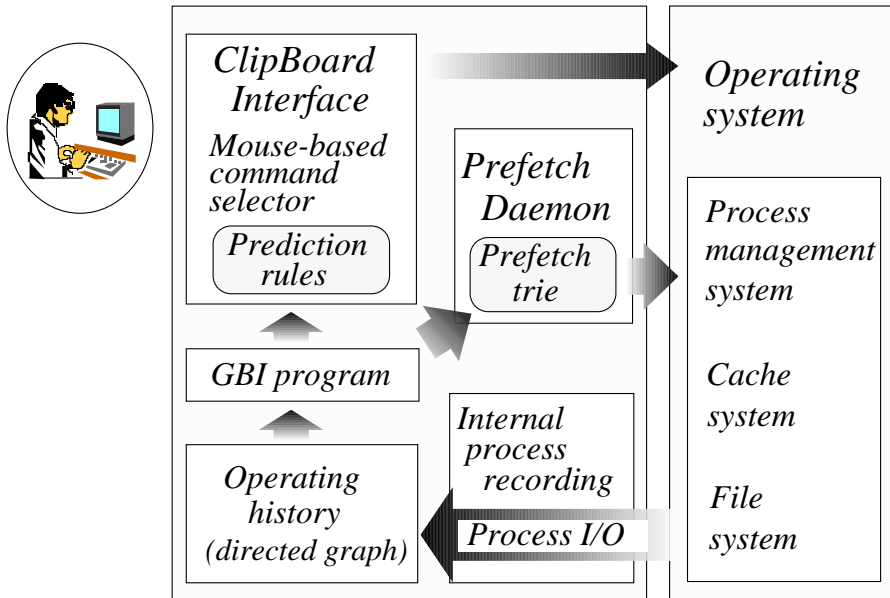 ClipBoard
Interface
Mouse-based
command
selector
Prediction
rules
GBI program
Operating
history
(directed graph)
Prefetch
Daemon
Prefetch
trie
Internal
process
recording
Process I/O
Operating
system
Process
management
system
Cache
system
File
system